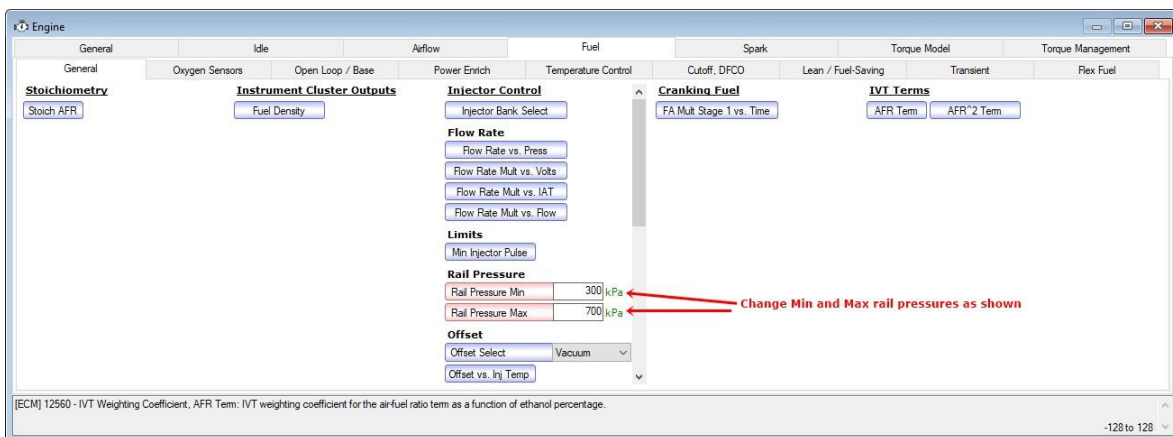 Engine
General Idle Airflow Fuel Spark Torque Model Torque Management
General Oxygen Sensors Open Loop / Base Power Enrich Temperature Control Cutoff, DFCO Lean / Fuel-Saving Transient Flex Fuel
Stoichiometry
Stoich AFR
Instrument Cluster Outputs
Fuel Density
Injector Control
Injector Bank Select
Flow Rate
Flow Rate vs. Press
Flow Rate Mult vs. Volts
Flow Rate Mult vs. IAT
Flow Rate Mult vs. Flow
Limits
Min Injector Pulse
Rail Pressure
Rail Pressure Min 300 kPa
Rail Pressure Max 700 kPa
Change Min and Max rail pressures as shown
Offset
Offset Select Vacuum
Offset vs. Inj Temp
Cranking Fuel
FA Mult Stage 1 vs. Time
IVT Terms
AFR Term AFR^2 Term
[ECM] 12560 - IVT Weighting Coefficient, AFR Term: IVT weighting coefficient for the air-fuel ratio term as a function of ethanol percentage.
-128 to 128